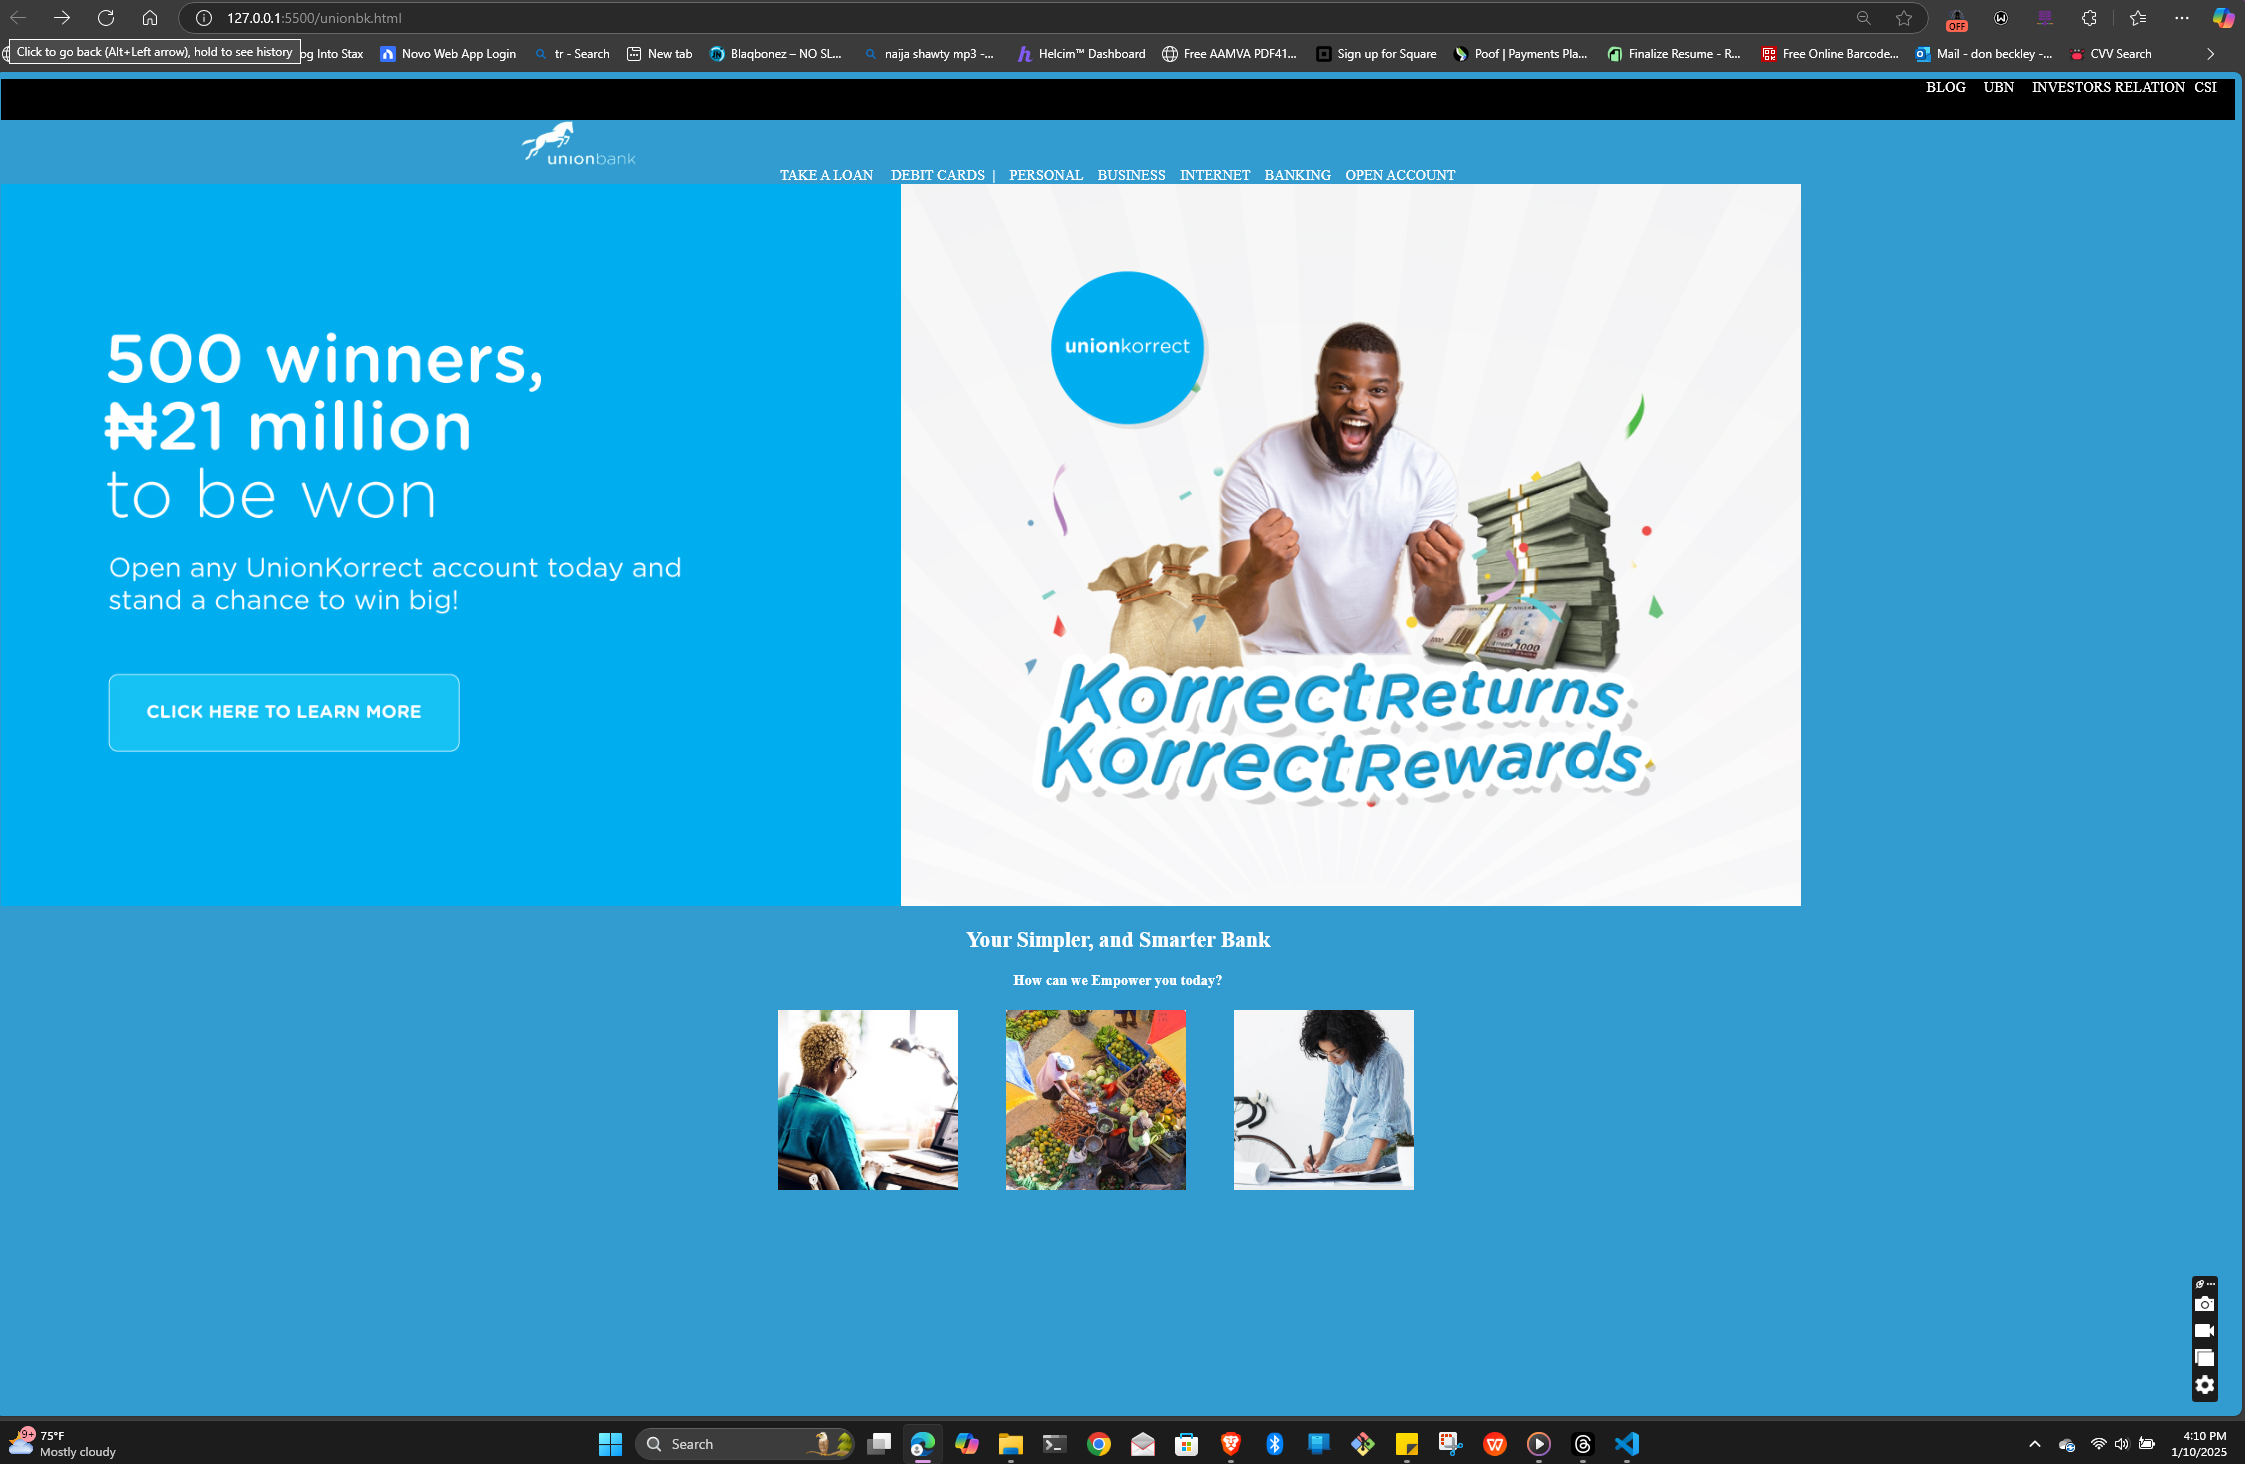 127.0.0.1:5500/unionbk.html
OFF
Click to go back (Alt+Left arrow), hold to see history
og Into Stax
Novo Web App Login
tr - Search
New tab
Blaqbonez – NO SL...
naija shawty mp3 -...
Helcim™ Dashboard
Free AAMVA PDF41...
Sign up for Square
Poof | Payments Pla...
Finalize Resume - R...
Free Online Barcode...
Mail - don beckley -...
CVV Search
BLOG UBN INVESTORS RELATION CSI
unionbank
TAKE A LOAN DEBIT CARDS | PERSONAL BUSINESS INTERNET BANKING OPEN ACCOUNT
500 winners,
₦21 million
to be won
Open any UnionKorrect account today and
stand a chance to win big!
CLICK HERE TO LEARN MORE
unionkorrect
1000
KorrectReturns
KorrectRewards
Your Simpler, and Smarter Bank
How can we Empower you today?
9+
75°F
Mostly cloudy
Search
4:10 PM
1/10/2025